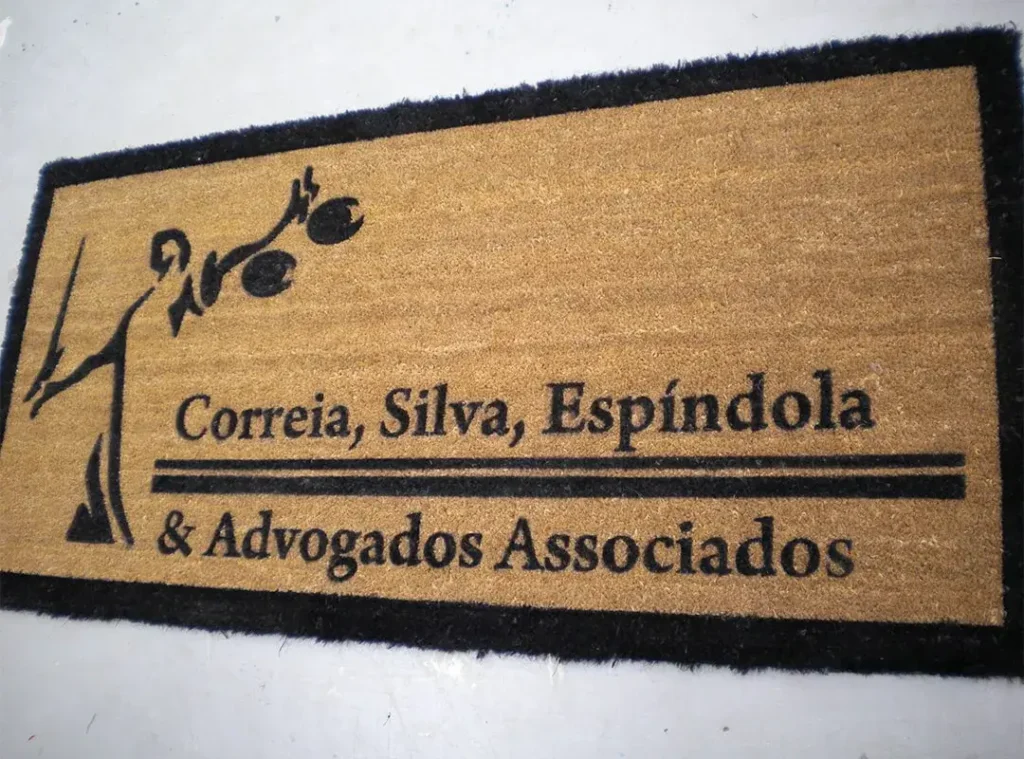 Correia, Silva, Espíndola
& Advogados Associados